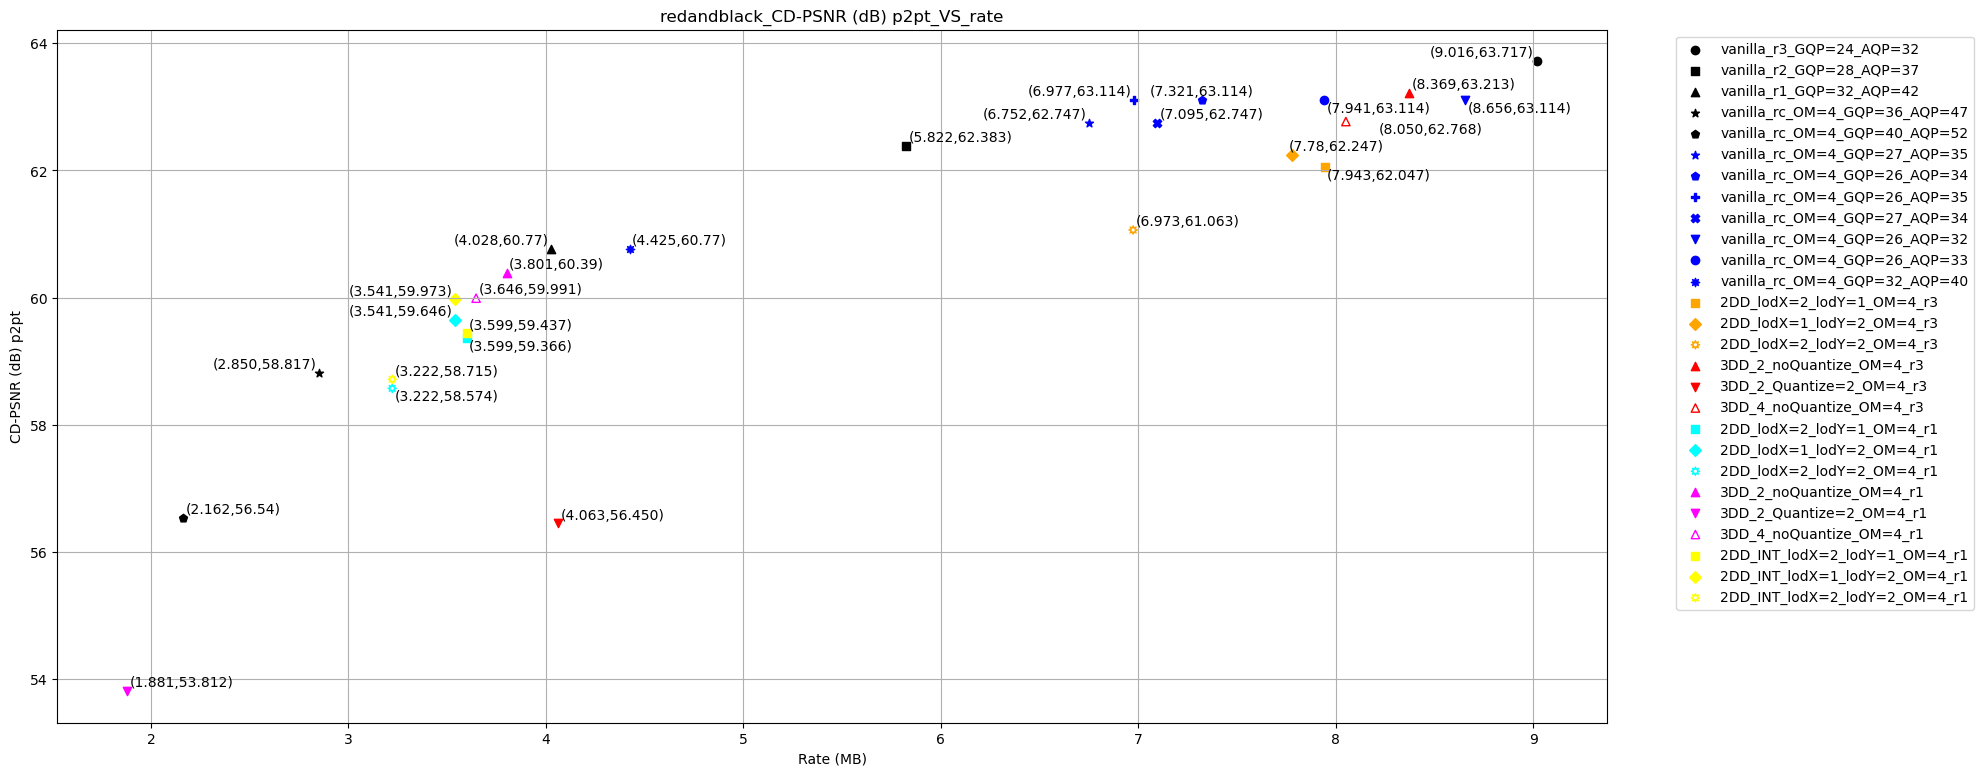 redandblack_CD-PSNR (dB) p2pt_VS_rate
CD-PSNR (dB) p2pt
64
62
60
58
56
54
(9.016,63.717)
(8.369,63.213)
(6.977,63.114)
(7.321,63.114)
(7.941,63.114)
(8.656,63.114)
(6.752,62.747)
(7.095,62.747)
(8.050,62.768)
(5.822,62.383)
(7.78,62.247)
(7.943,62.047)
(6.973,61.063)
(4.028,60.77)
(4.425,60.77)
(3.801,60.39)
(3.541,59.973)
(3.646,59.991)
(3.541,59.646)
(3.599,59.437)
(3.599,59.366)
(2.850,58.817)
(3.222,58.715)
(3.222,58.574)
(2.162,56.54)
(4.063,56.450)
(1.881,53.812)
2
3
4
5
6
7
8
9
Rate (MB)
vanilla_r3_GQP=24_AQP=32
vanilla_r2_GQP=28_AQP=37
vanilla_r1_GQP=32_AQP=42
vanilla_rc_OM=4_GQP=36_AQP=47
vanilla_rc_OM=4_GQP=40_AQP=52
vanilla_rc_OM=4_GQP=27_AQP=35
vanilla_rc_OM=4_GQP=26_AQP=34
vanilla_rc_OM=4_GQP=26_AQP=35
vanilla_rc_OM=4_GQP=27_AQP=34
vanilla_rc_OM=4_GQP=26_AQP=32
vanilla_rc_OM=4_GQP=26_AQP=33
vanilla_rc_OM=4_GQP=32_AQP=40
2DD_lodX=2_lodY=1_OM=4_r3
2DD_lodX=1_lodY=2_OM=4_r3
2DD_lodX=2_lodY=2_OM=4_r3
3DD_2_noQuantize_OM=4_r3
3DD_2_Quantize=2_OM=4_r3
3DD_4_noQuantize_OM=4_r3
2DD_lodX=2_lodY=1_OM=4_r1
2DD_lodX=1_lodY=2_OM=4_r1
2DD_lodX=2_lodY=2_OM=4_r1
3DD_2_noQuantize_OM=4_r1
3DD_2_Quantize=2_OM=4_r1
3DD_4_noQuantize_OM=4_r1
2DD_INT_lodX=2_lodY=1_OM=4_r1
2DD_INT_lodX=1_lodY=2_OM=4_r1
2DD_INT_lodX=2_lodY=2_OM=4_r1